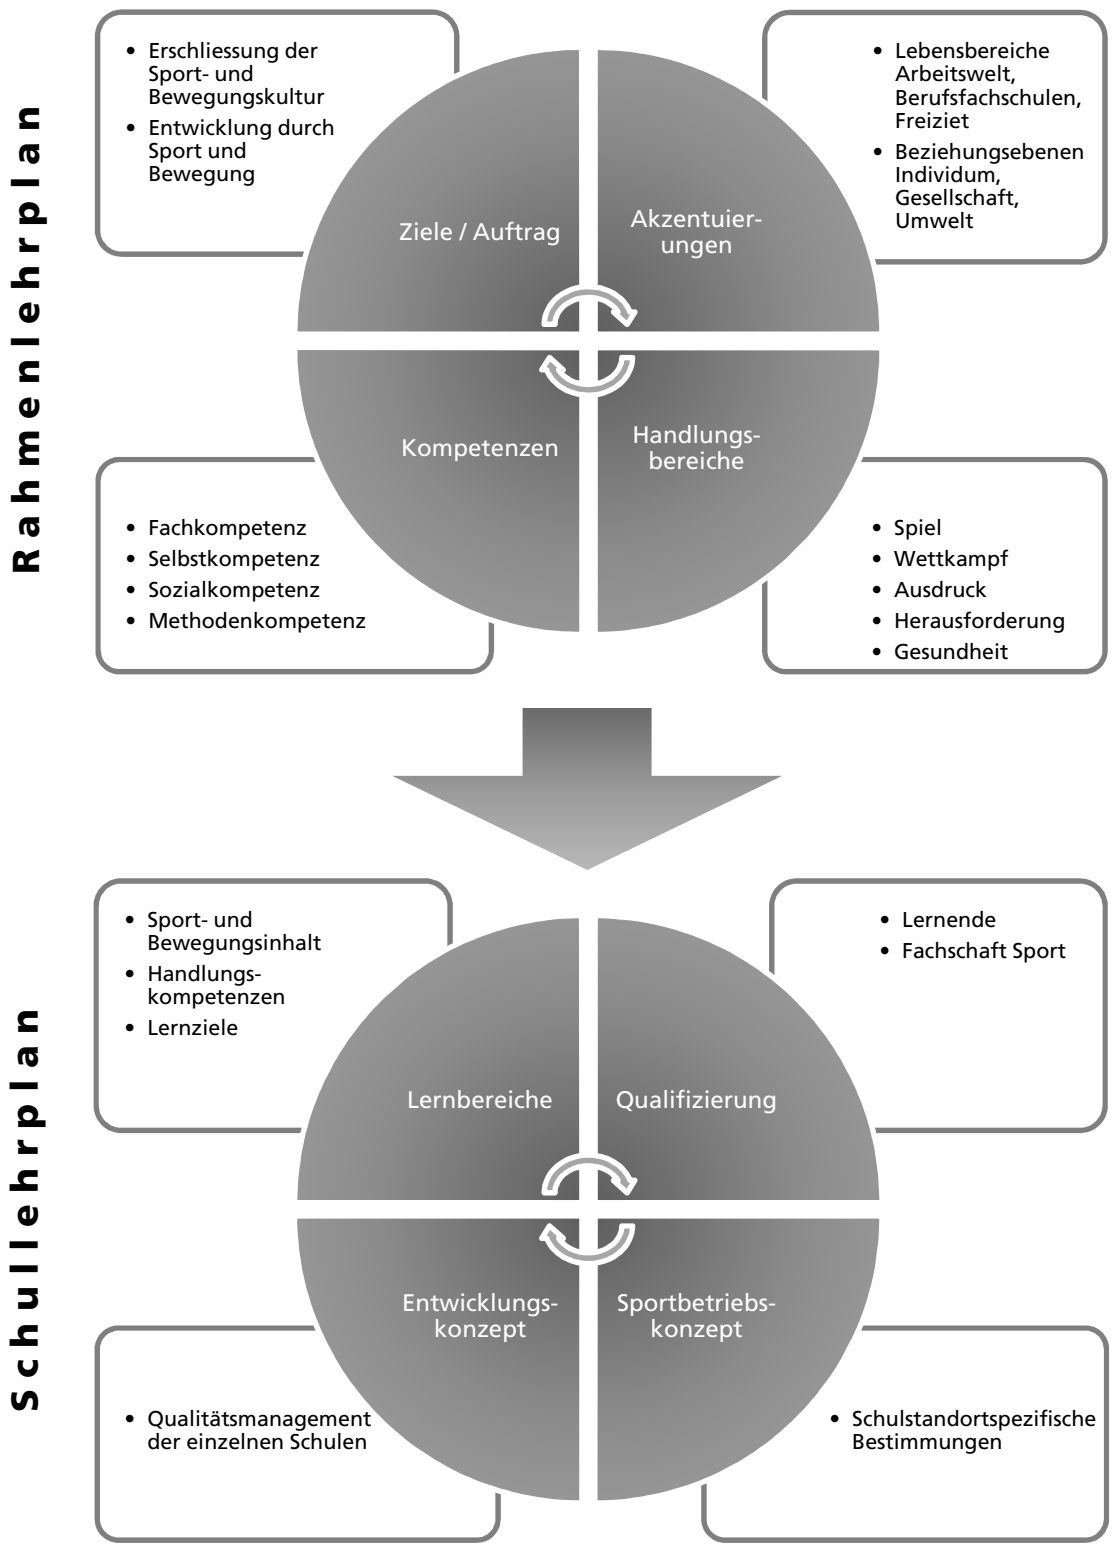 Rahmenlehrplan
• Erschliessung der
Sport- und
Bewegungskultur
• Entwicklung durch
Sport und
Bewegung
Ziele / Auftrag
• Lebensbereiche
Arbeitswelt,
Berufsfachschulen,
Freiziet
• Beziehungsebenen
Individum,
Gesellschaft,
Umwelt
Akzentuier-
ungen
Kompetenzen
• Fachkompetenz
• Selbstkompetenz
• Sozialkompetenz
• Methodenkompetenz
Handlungs-
bereiche
• Spiel
• Wettkampf
• Ausdruck
• Herausforderung
• Gesundheit
Schullehrplan
• Sport- und
Bewegungsinhalt
• Handlungs-
kompetenzen
• Lernziele
Lernbereiche
• Lernende
• Fachschaft Sport
Qualifizierung
Entwicklungs-
konzept
• Qualitätsmanagement
der einzelnen Schulen
Sportbetriebs-
konzept
• Schulstandortspezifische
Bestimmungen